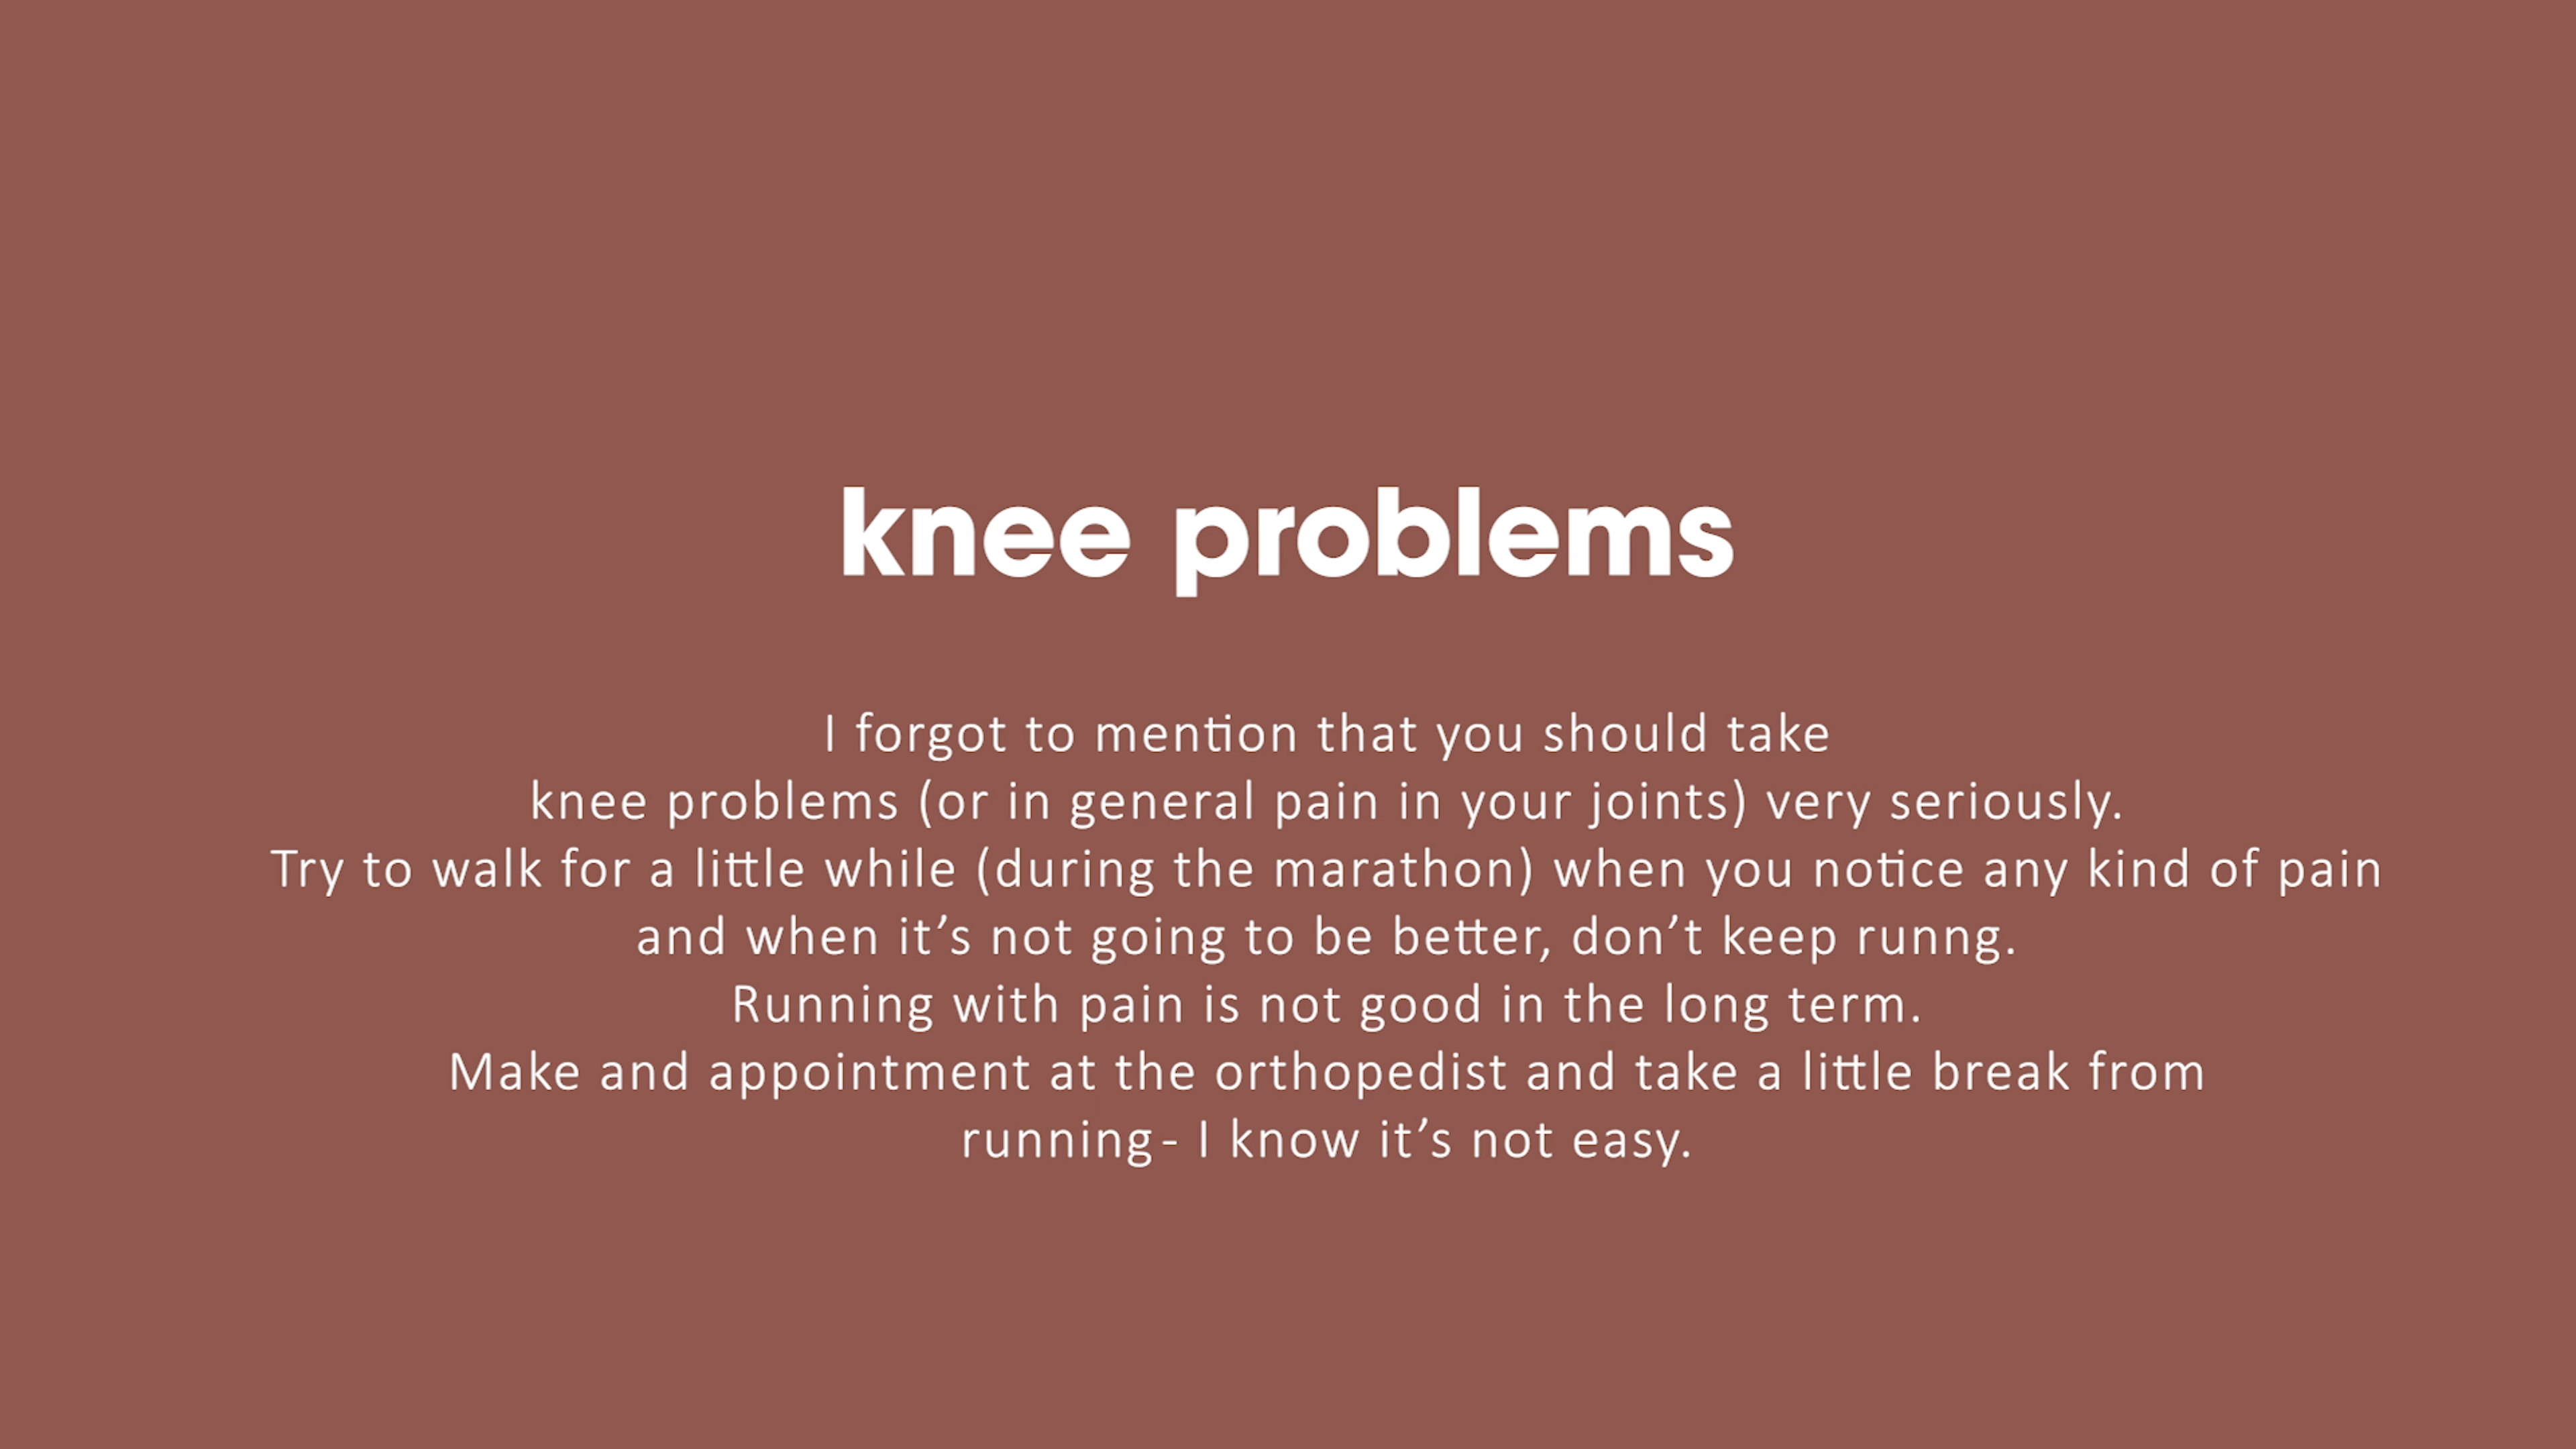 knee problems
I forgot to mention that you should take
knee problems (or in general pain in your joints) very seriously.
Try to walk for a little while (during the marathon) when you notice any kind of pain
and when it’s not going to be better, don’t keep runng.
Running with pain is not good in the long term.
Make and appointment at the orthopedist and take a little break from
running- I know it’s not easy.